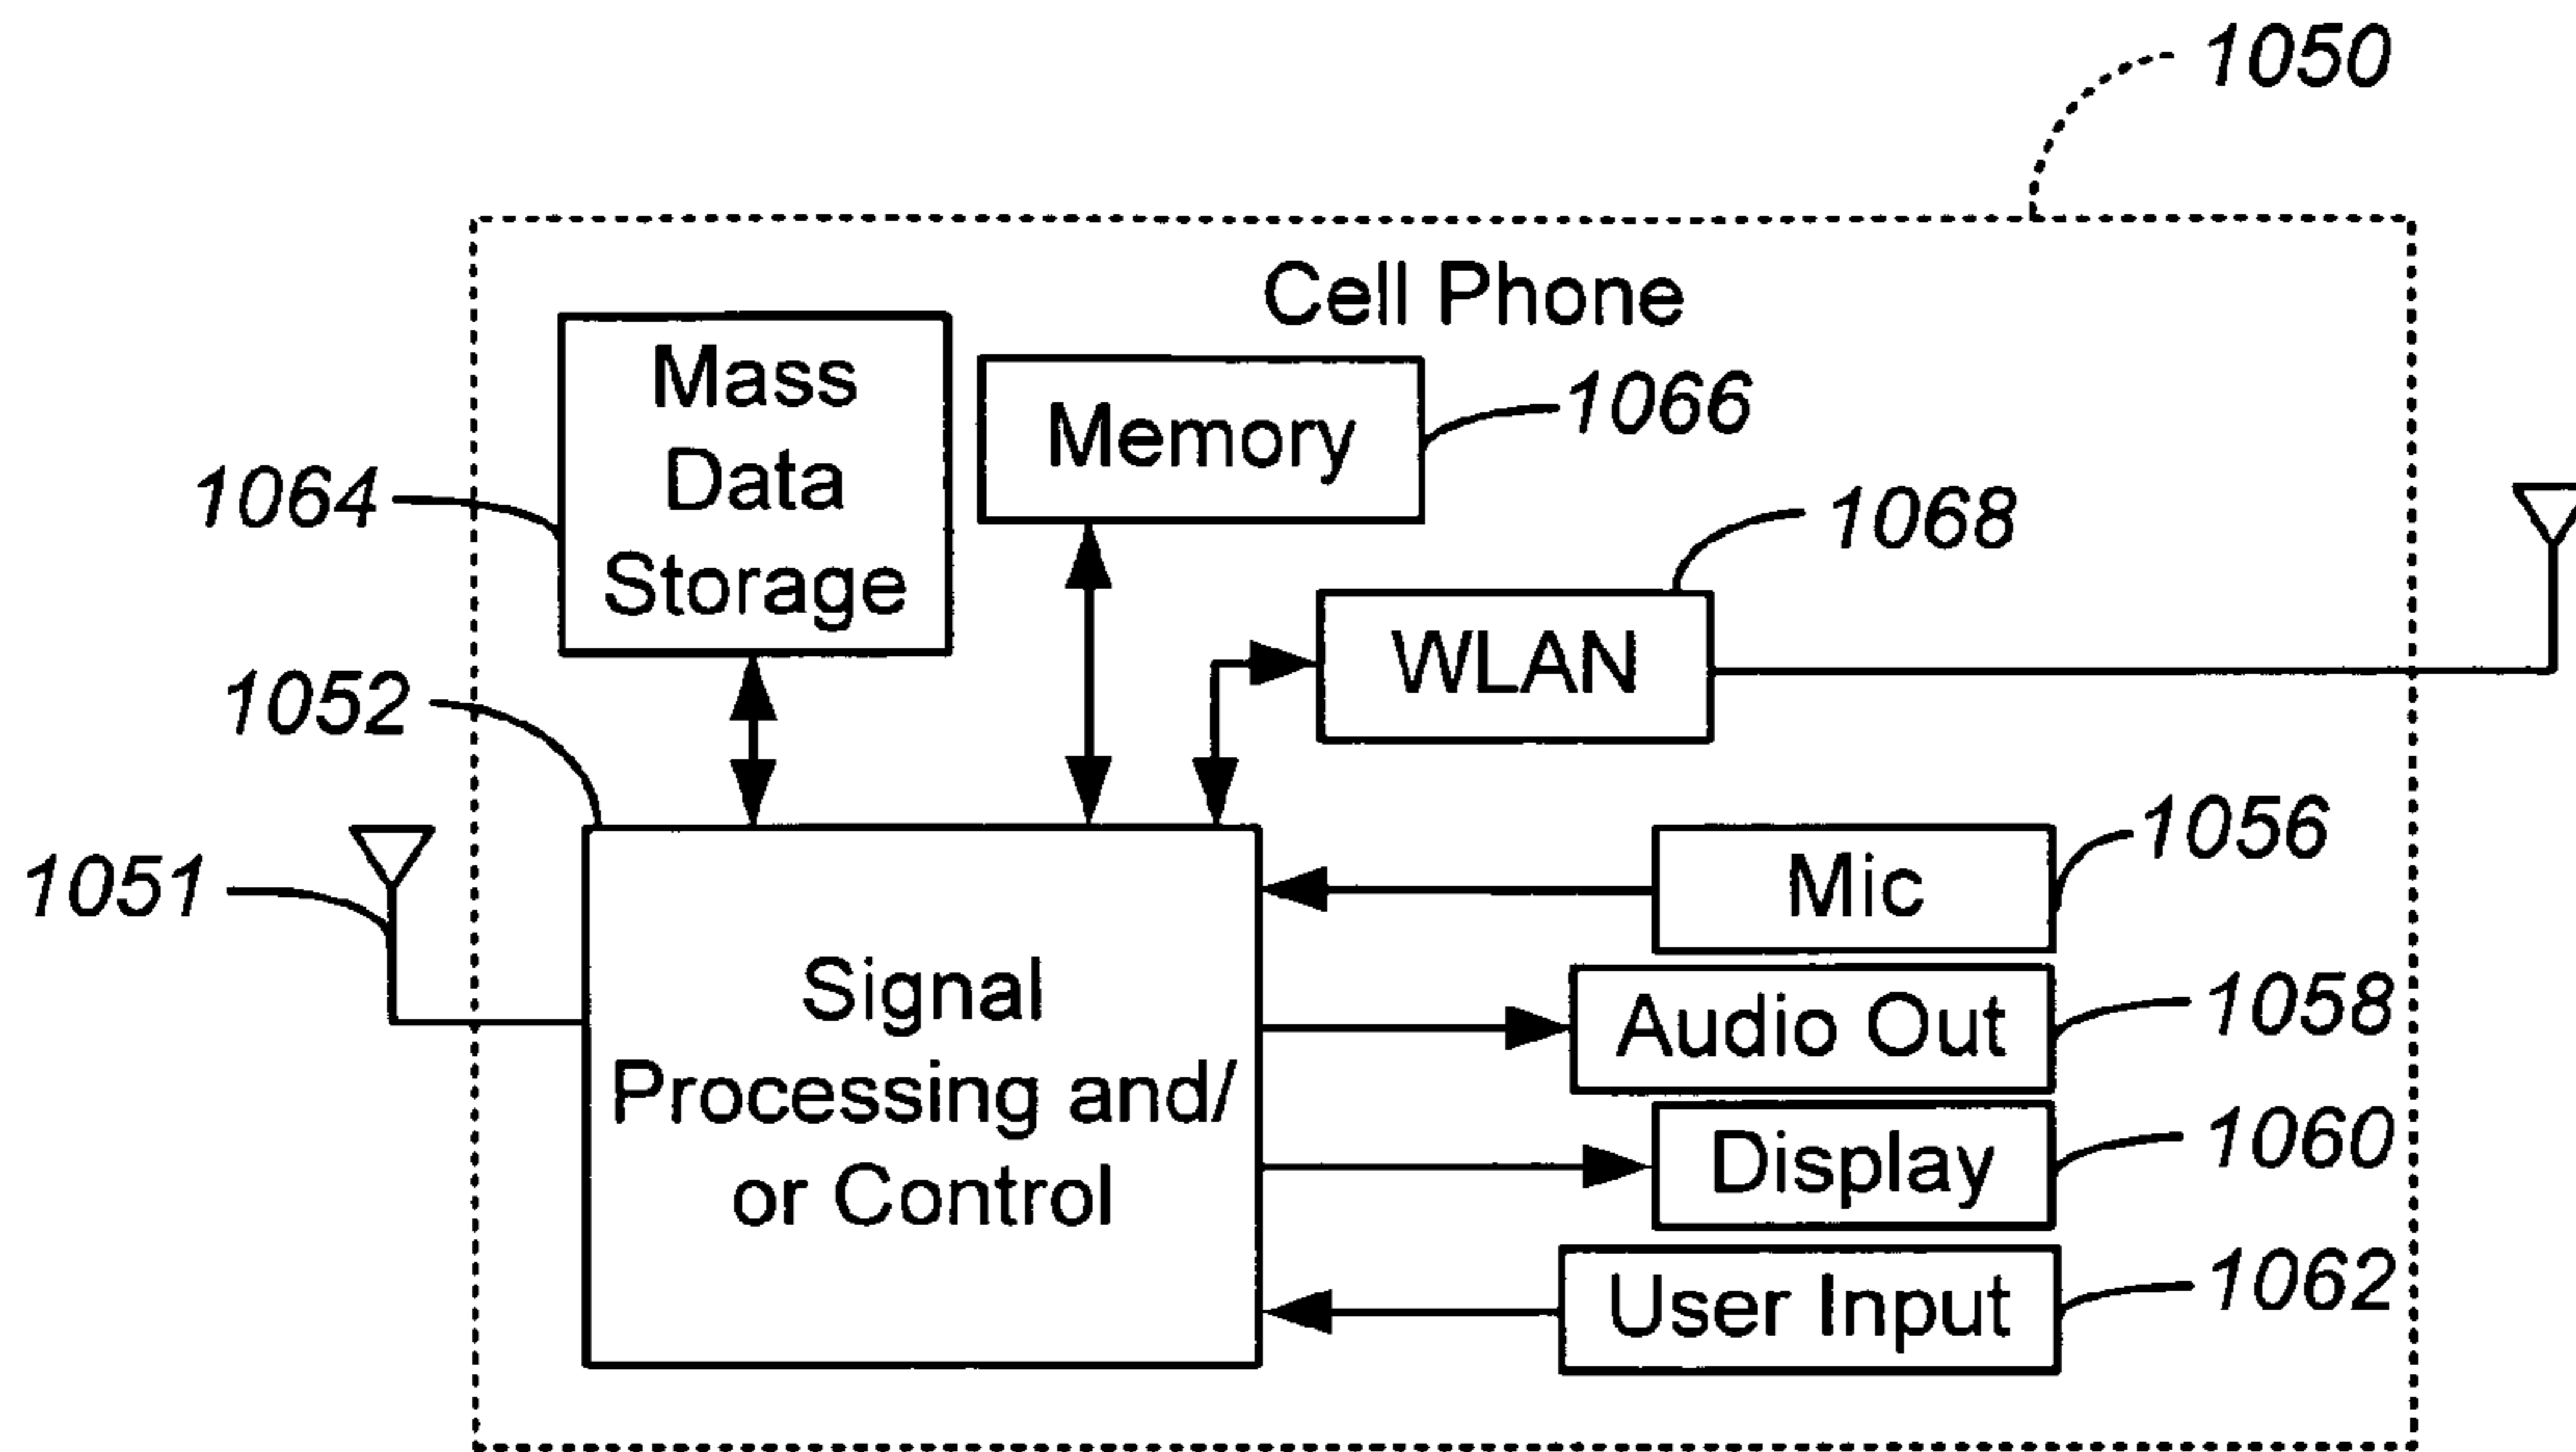 1050
Cell Phone
Mass
Data
Storage
1064
Memory
1066
WLAN
1068
1052
1051
Signal
Processing and/
or Control
Mic
1056
Audio Out
1058
Display
1060
User Input
1062